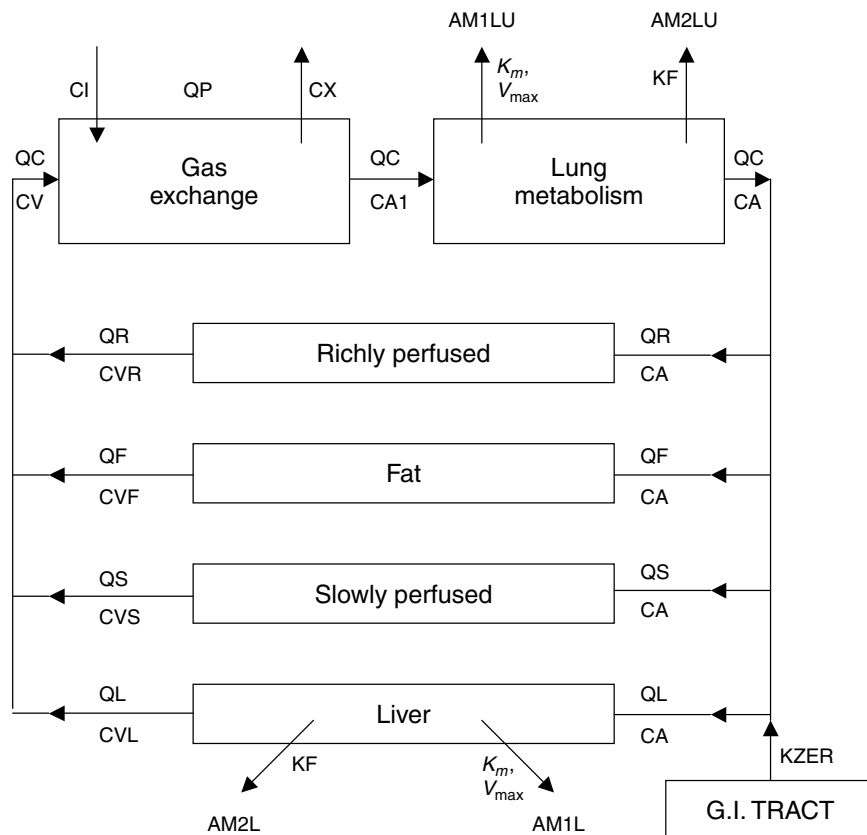 AM1LU
AM2LU
CI
QP
CX
Km,
Vmax
KF
QC
CV
Gas
exchange
QC
CA1
Lung
metabolism
QC
CA
QR
CVR
Richly perfused
QR
CA
QF
CVF
Fat
QF
CA
QS
CVS
Slowly perfused
QS
CA
QL
CVL
Liver
QL
CA
KF
Km,
Vmax
KZER
AM2L
AM1L
G.I. TRACT